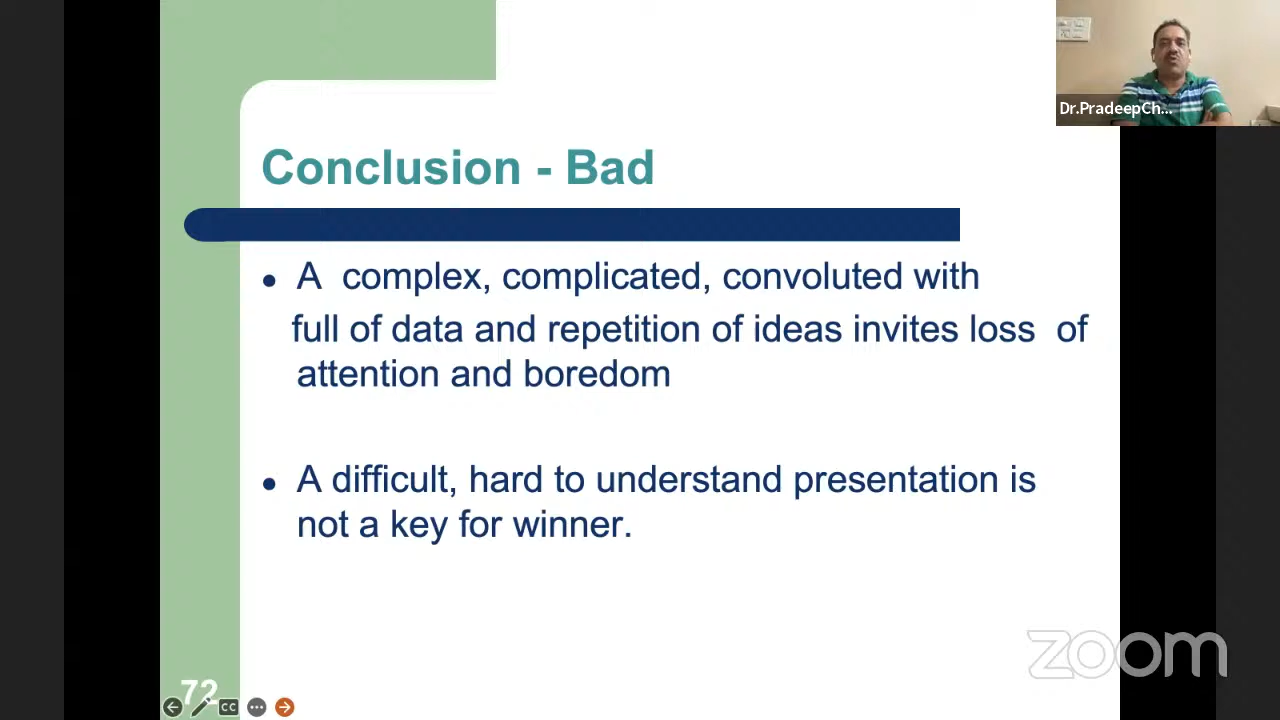 Dr.PradeepCh...
Conclusion - Bad
• A complex, complicated, convoluted with
full of data and repetition of ideas invites loss of
attention and boredom
• A difficult, hard to understand presentation is
not a key for winner.
zoom
72
CC